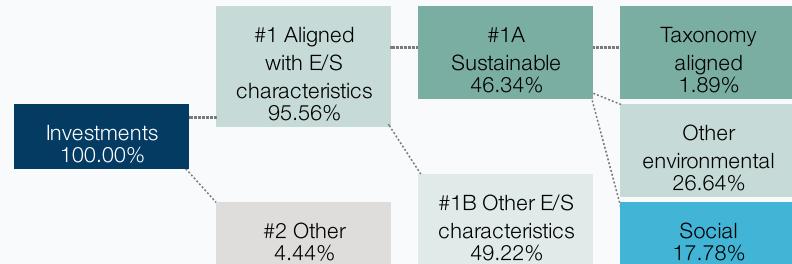 Investments
100.00%
#1 Aligned
with E/S
characteristics
95.56%
#2 Other
4.44%
#1A
Sustainable
46.34%
#1B Other E/S
characteristics
49.22%
Taxonomy
aligned
1.89%
Other
environmental
26.64%
Social
17.78%